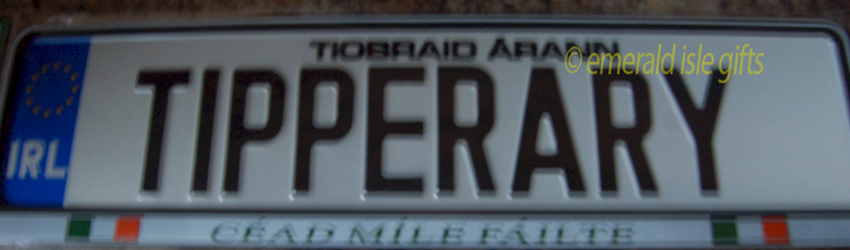 TIOBRAID ÁRANN
© emerald isle gifts
TIPPERARY
IRL
CÉAD MÍLE FÁILTE